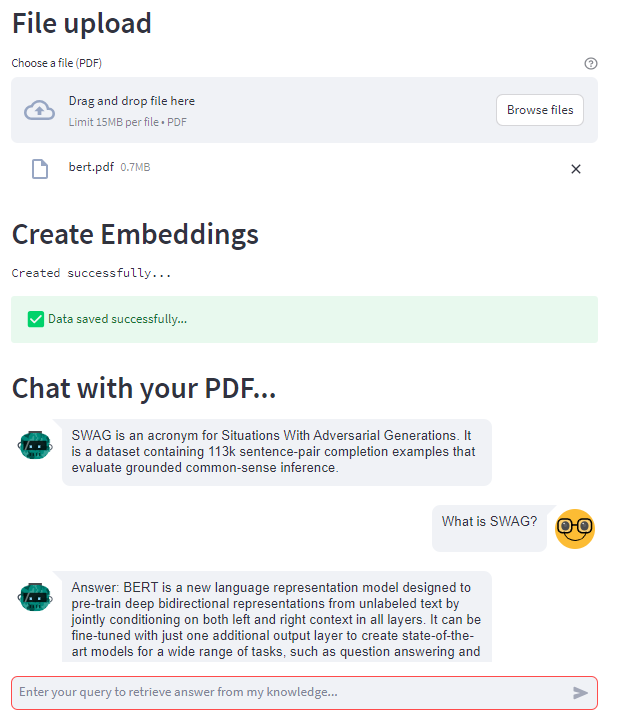 File upload
Choose a file (PDF)
Drag and drop file here
Limit 15MB per file • PDF
Browse files
bert.pdf 0.7MB
Create Embeddings
Created successfully...
Data saved successfully...
Chat with your PDF...
SWAG is an acronym for Situations With Adversarial Generations. It
is a dataset containing 113k sentence-pair completion examples that
evaluate grounded common-sense inference.
What is SWAG?
Answer: BERT is a new language representation model designed to
pre-train deep bidirectional representations from unlabeled text by
jointly conditioning on both left and right context in all layers. It can be
fine-tuned with just one additional output layer to create state-of-the-
art models for a wide range of tasks, such as question answering and
Enter your query to retrieve answer from my knowledge...